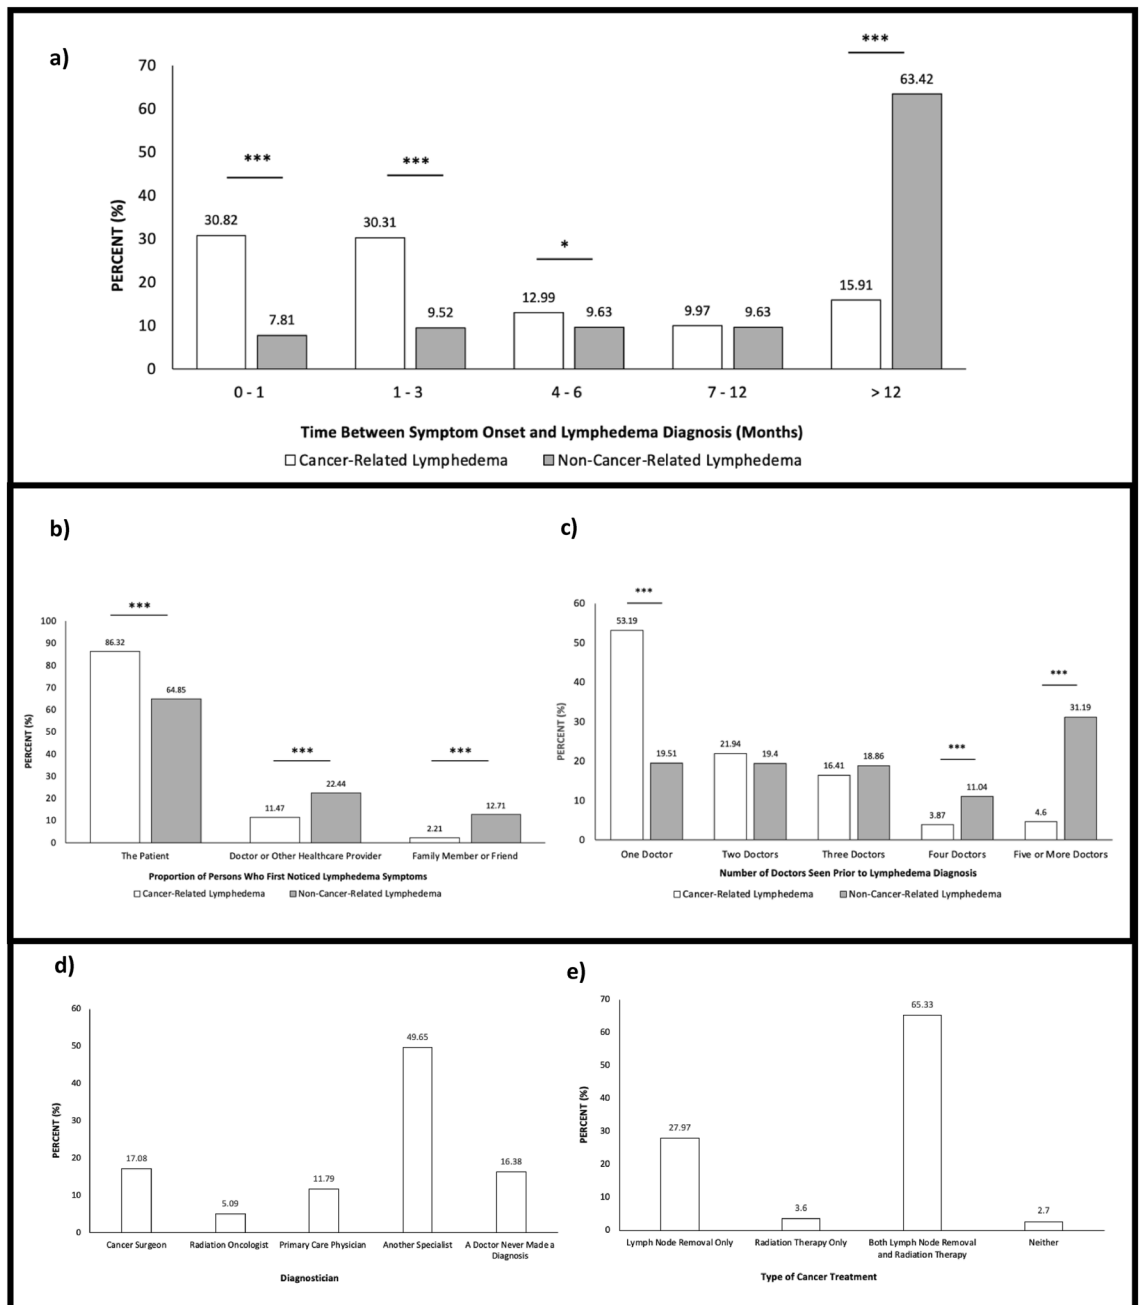 a)
***
63.42
70
60
50
40
30
20
10
0
PERCENT (%)
***
30.82
7.81
***
30.31
9.52
*
12.99
9.63
9.97
9.63
15.91
0 - 1
1 - 3
4 - 6
7 - 12
> 12
Time Between Symptom Onset and Lymphedema Diagnosis (Months)
Cancer-Related Lymphedema
Non-Cancer-Related Lymphedema
b)
100
90
80
70
60
50
40
30
20
10
0
PERCENT (%)
***
86.32
64.85
***
11.47
22.44
***
2.21
12.71
The Patient
Doctor or Other Healthcare Provider
Family Member or Friend
Proportion of Persons Who First Noticed Lymphedema Symptoms
Cancer-Related Lymphedema
Non-Cancer-Related Lymphedema
c)
60
50
40
30
20
10
0
PERCENT (%)
***
53.19
19.51
21.94
19.4
16.41
18.86
***
3.87
11.04
***
4.6
31.19
One Doctor
Two Doctors
Three Doctors
Four Doctors
Five or More Doctors
Number of Doctors Seen Prior to Lymphedema Diagnosis
Cancer-Related Lymphedema
Non-Cancer-Related Lymphedema
d)
60
50
40
30
20
10
0
PERCENT (%)
17.08
5.09
11.79
49.65
16.38
Cancer Surgeon
Radiation Oncologist
Primary Care Physician
Another Specialist
A Doctor Never Made a
Diagnosis
Diagnostician
e)
70
60
50
40
30
20
10
0
PERCENT (%)
27.97
3.6
65.33
2.7
Lymph Node Removal Only
Radiation Therapy Only
Both Lymph Node Removal
and Radiation Therapy
Neither
Type of Cancer Treatment